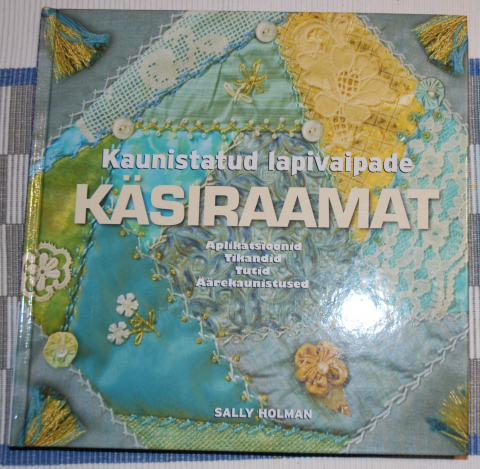 Kaunistatud lapivaipade
KÄSIRAAMAT
Aplikatsioonid
Tikandid
Tutid
Äärekaunistused
SALLY HOLMAN